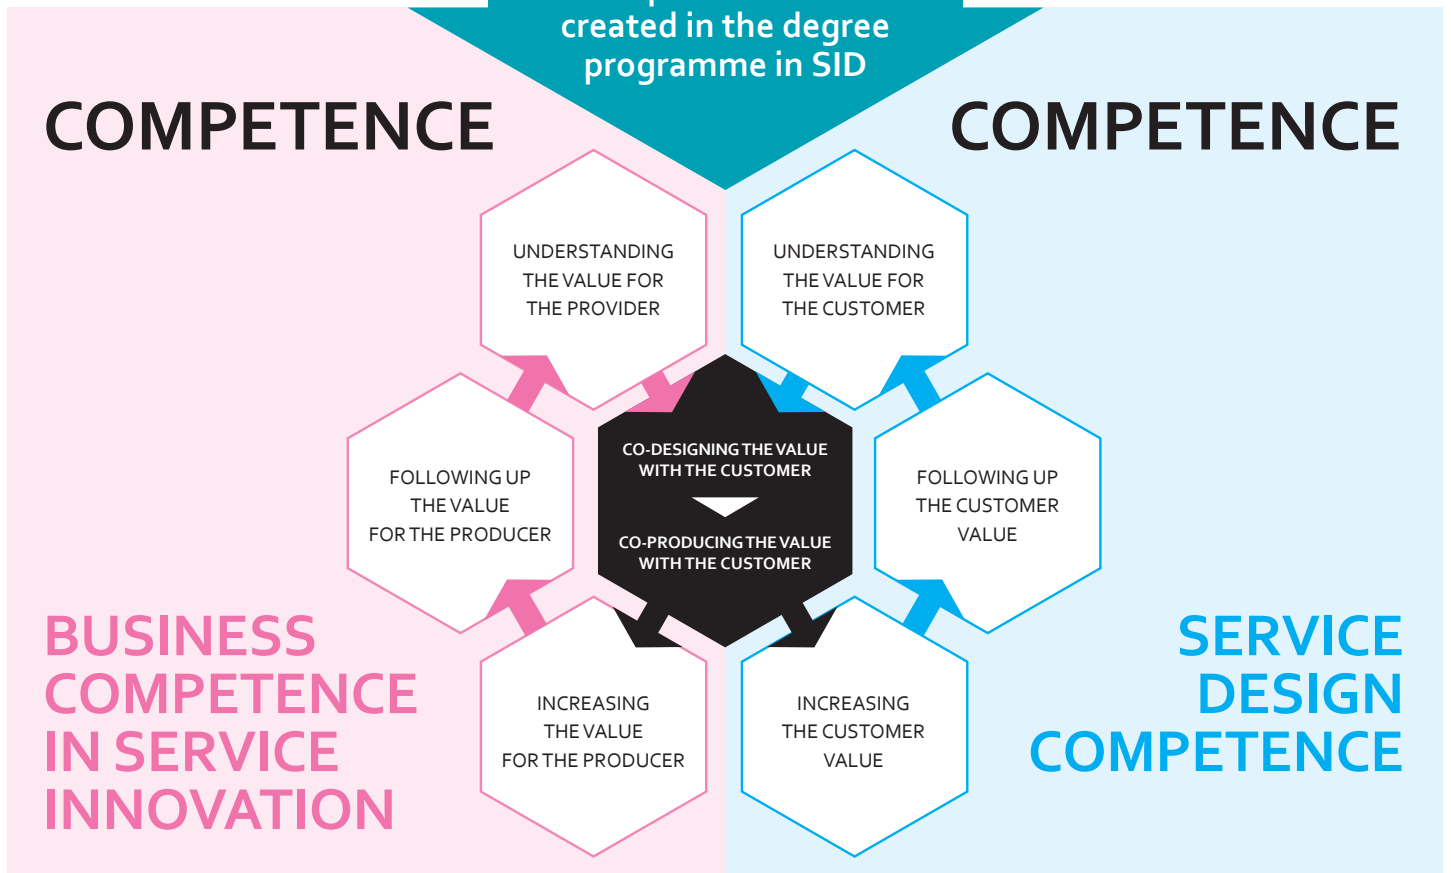 created in the degree
programme in SID
COMPETENCE
COMPETENCE
UNDERSTANDING
THE VALUE FOR
THE PROVIDER
UNDERSTANDING
THE VALUE FOR
THE CUSTOMER
CO-DESIGNING THE VALUE
WITH THE CUSTOMER
CO-PRODUCING THE VALUE
WITH THE CUSTOMER
FOLLOWING UP
THE VALUE
FOR THE PRODUCER
FOLLOWING UP
THE CUSTOMER
VALUE
BUSINESS
COMPETENCE
IN SERVICE
INNOVATION
INCREASING
THE VALUE
FOR THE PRODUCER
INCREASING
THE CUSTOMER
VALUE
SERVICE
DESIGN
COMPETENCE